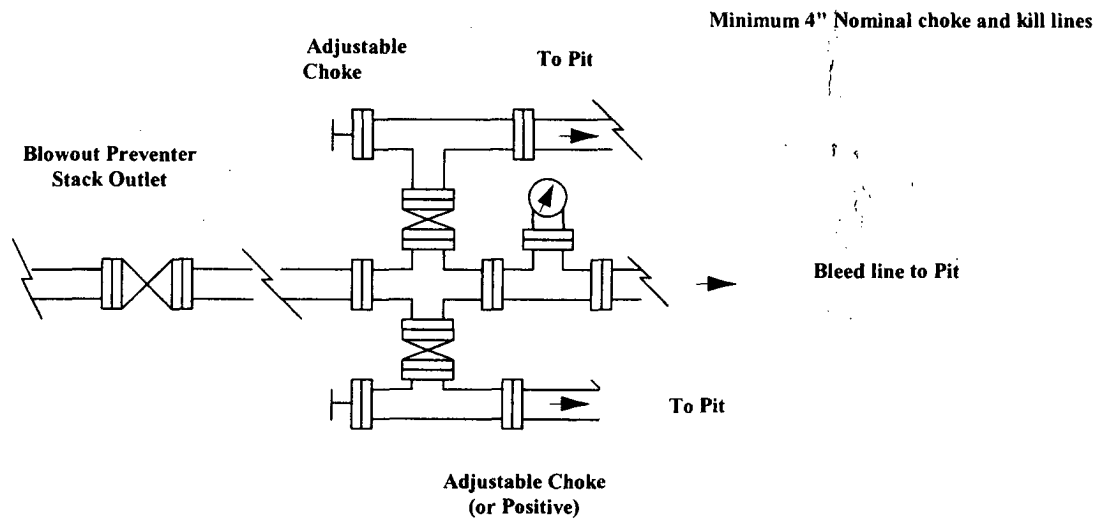 Minimum 4" Nominal choke and kill lines
Adjustable
Choke
To Pit
Blowout Preventer
Stack Outlet
Bleed line to Pit
To Pit
Adjustable Choke
(or Positive)